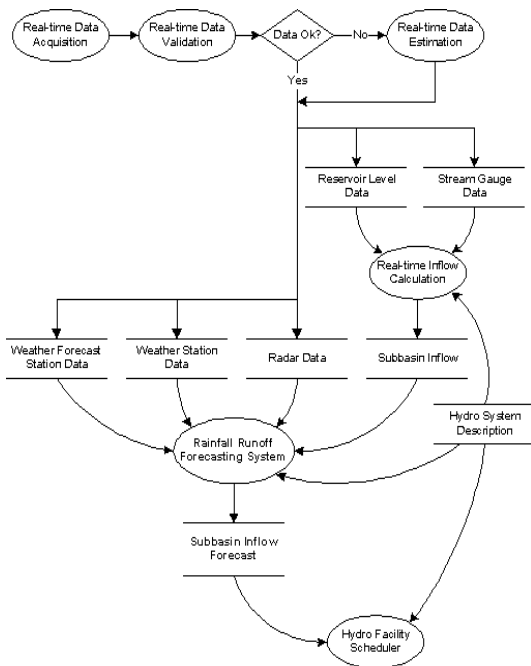 Real-time Data
Acquisition
Real-time Data
Validation
Data Ok?
No
Real-time Data
Estimation
Yes
Reservoir Level
Data
Stream Gauge
Data
Real-time Inflow
Calculation
Weather Forecast
Station Data
Weather Station
Data
Radar Data
Subbasin Inflow
Hydro System
Description
Rainfall Runoff
Forecasting System
Subbasin Inflow
Forecast
Hydro Facility
Scheduler